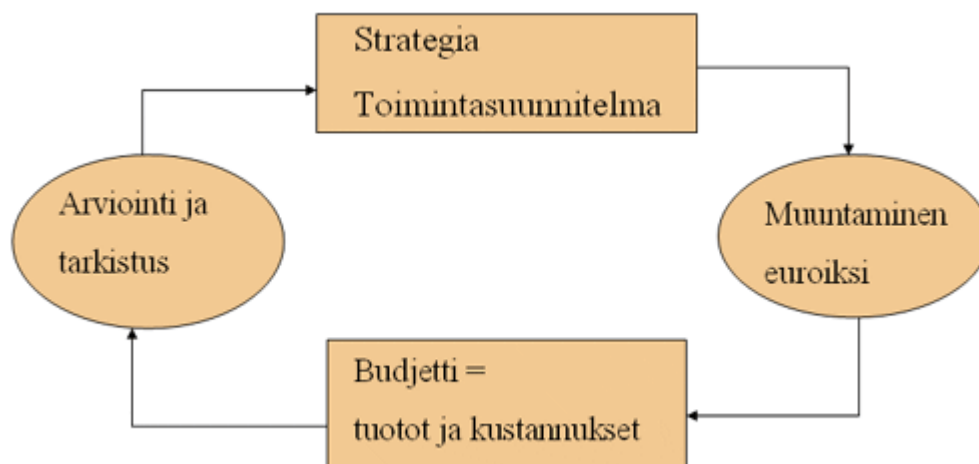 Strategia
Toimintasuunnitelma
Arviointi ja
tarkistus
Muuntaminen
euroiksi
Budjetti =
tuotot ja kustannukset